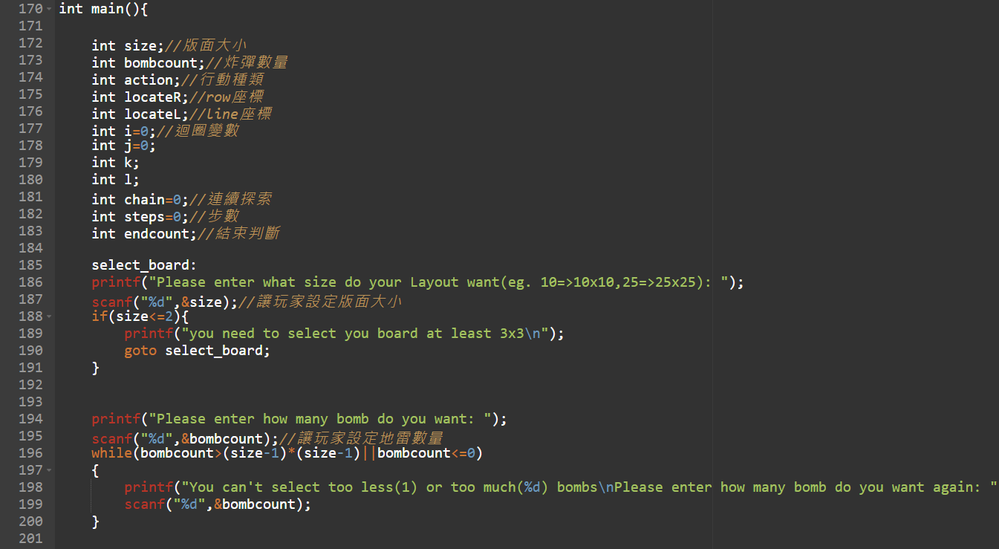 170 int main(){
171
172 int size;//版面大小
173 int bombcount;//炸彈數量
174 int action;//行動種類
175 int locateR;//row座標
176 int locateL;//line座標
177 int i=0;//迴圈變數
178 int j=0;
179 int k;
180 int l;
181 int chain=0;//連續探索
182 int steps=0;//步數
183 int endcount;//結束判斷
184
185 select_board:
186 printf("Please enter what size do your Layout want(eg. 10=>10x10,25=>25x25): ");
187 scanf("%d",&size);//讓玩家設定版面大小
188 if(size<=2){
189 printf("you need to select you board at least 3x3\n");
190 goto select_board;
191 }
192
193
194 printf("Please enter how many bomb do you want: ");
195 scanf("%d",&bombcount);//讓玩家設定地雷數量
196 while(bombcount>(size-1)*(size-1)||bombcount<=0)
197 {
198 printf("You can't select too less(1) or too much(%d) bombs\nPlease enter how many bomb do you want again: "
199 scanf("%d",&bombcount);
200 }
201